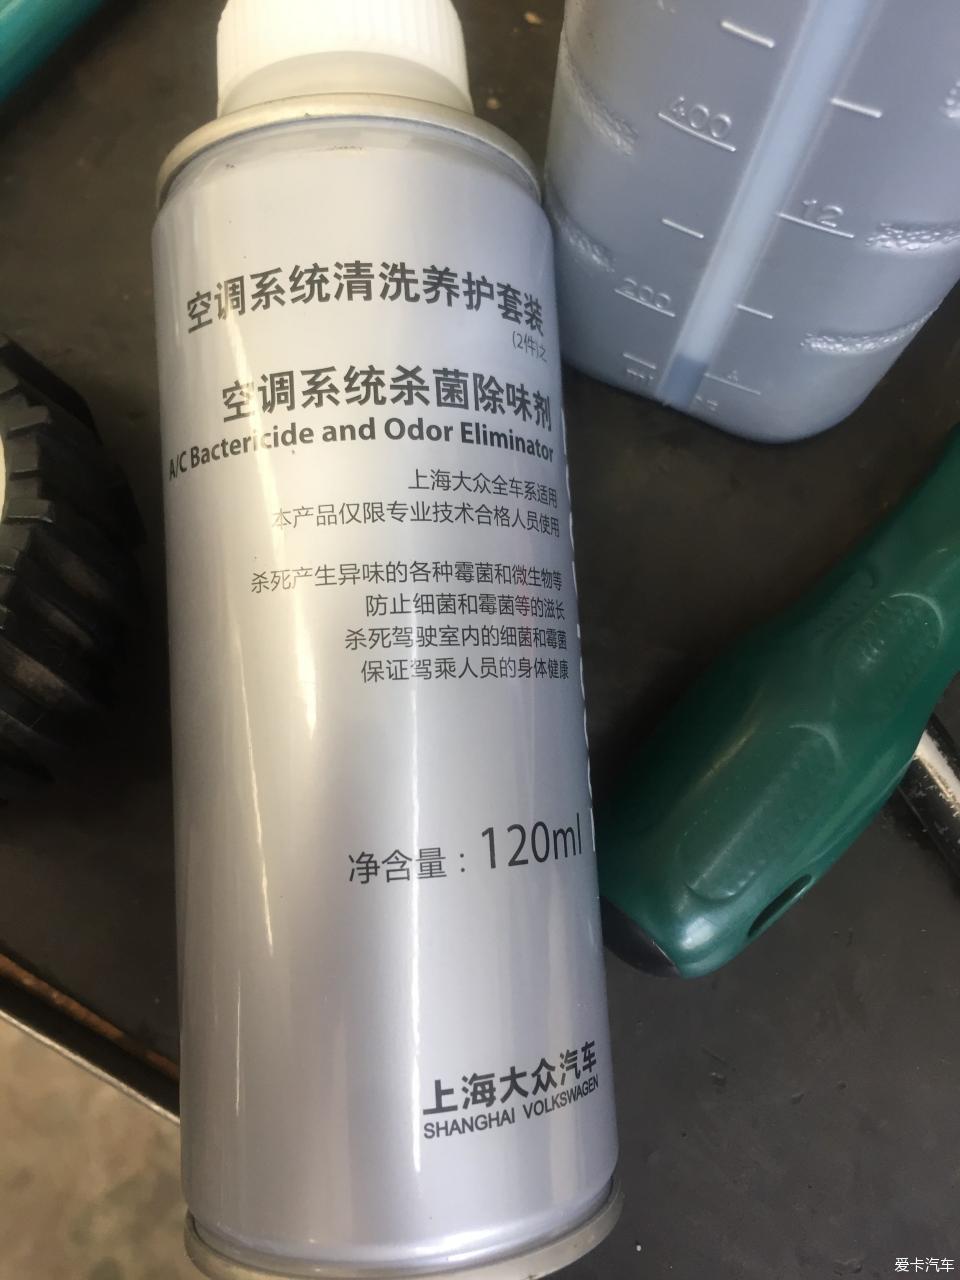 空调系统清洗养护套装
(2件)之
空调系统杀菌除味剂
A/C Bactericide and Odor Eliminator
上海大众全车系适用
本产品仅限专业技术合格人员使用
杀死产生异味的各种霉菌和微生物等
防止细菌和霉菌等的滋长
杀死驾驶室内的细菌和霉菌
保证驾乘人员的身体健康
净含量：120ml
上海大众汽车
SHANGHAI VOLKSWAGEN
400
12
200
爱卡汽车